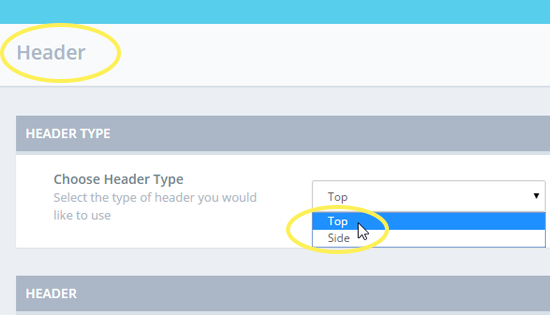 Header
HEADER TYPE
Choose Header Type
Select the type of header you would
like to use
Top
Top
Side
HEADER